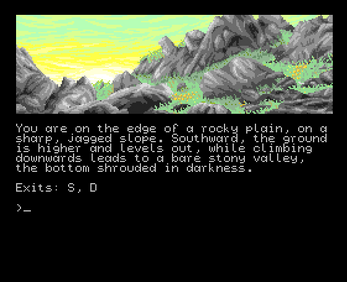 You are on the edge of a rocky plain, on a
sharp, jagged slope. Southward, the ground
is higher and levels out, while climbing
downwards leads to a bare stony valley,
the bottom shrouded in darkness.
Exits: S, D
>_